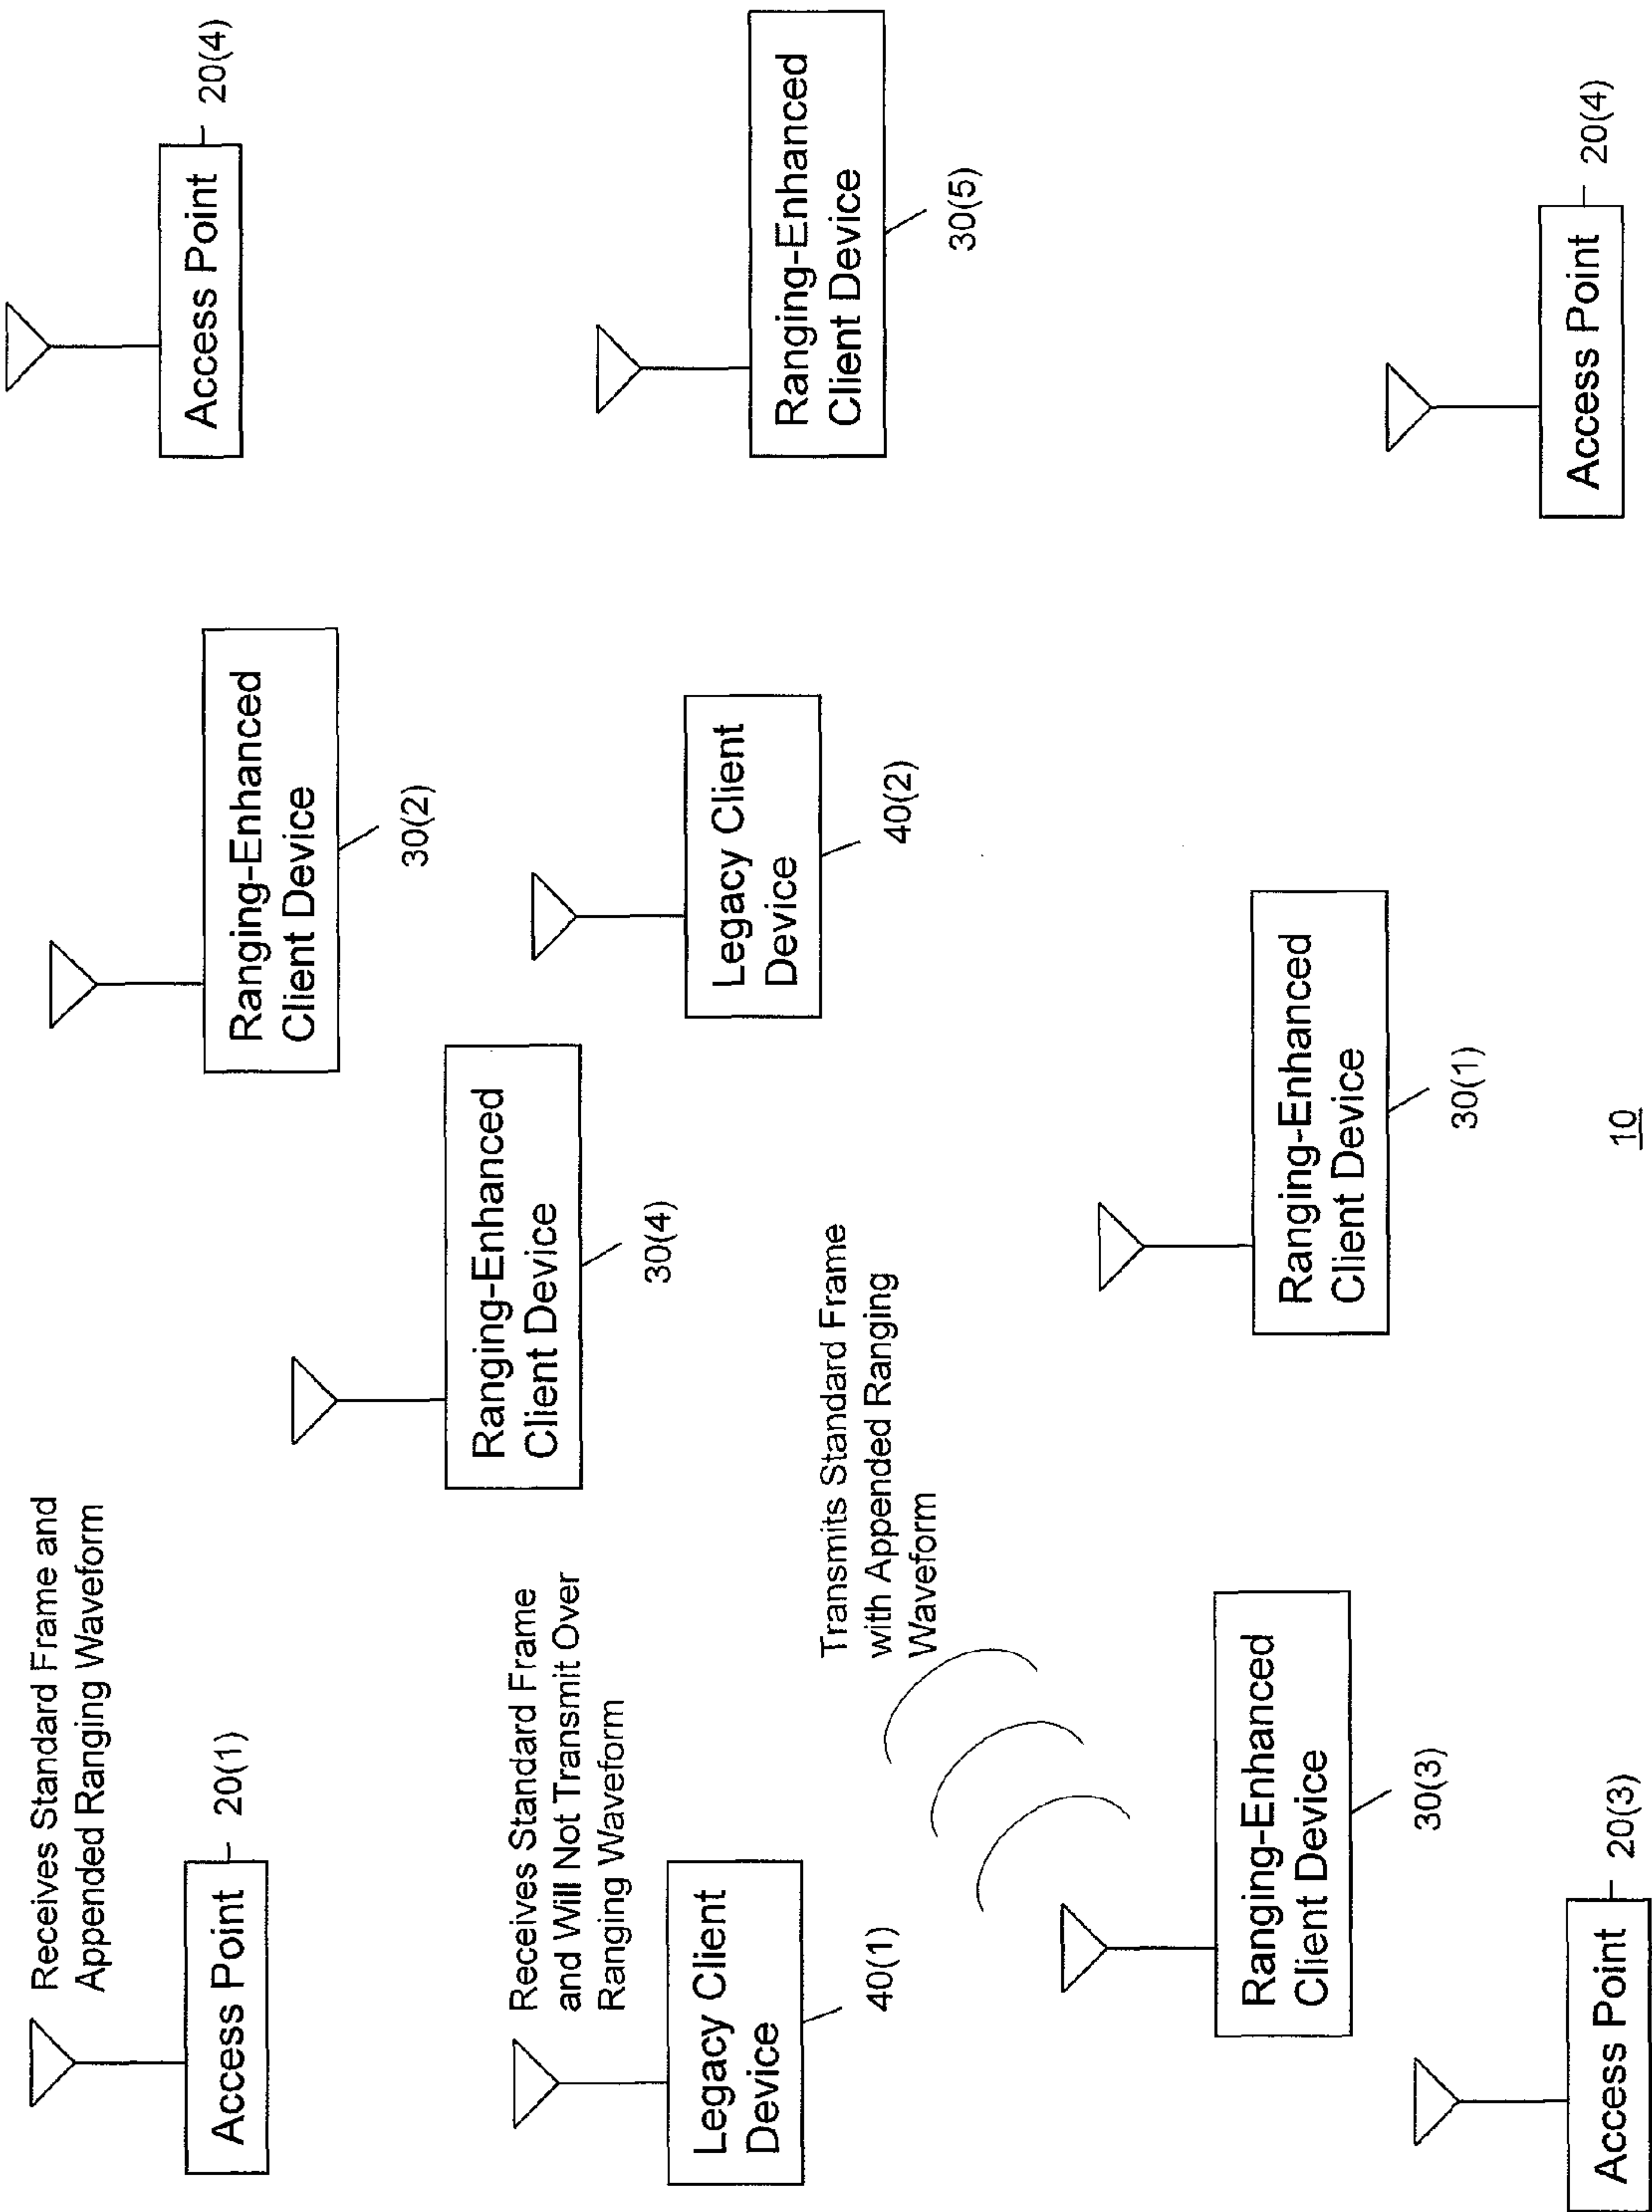 Receives Standard Frame and
Appended Ranging Waveform
Access Point
20(1)
Receives Standard Frame
and Will Not Transmit Over
Ranging Waveform
Legacy Client
Device
40(1)
Transmits Standard Frame
with Appended Ranging
Waveform
Ranging-Enhanced
Client Device
30(3)
Access Point
20(3)
Ranging-Enhanced
Client Device
30(4)
Ranging-Enhanced
Client Device
30(2)
Legacy Client
Device
40(2)
Ranging-Enhanced
Client Device
30(1)
10
Access Point
20(4)
Ranging-Enhanced
Client Device
30(5)
Access Point
20(4)